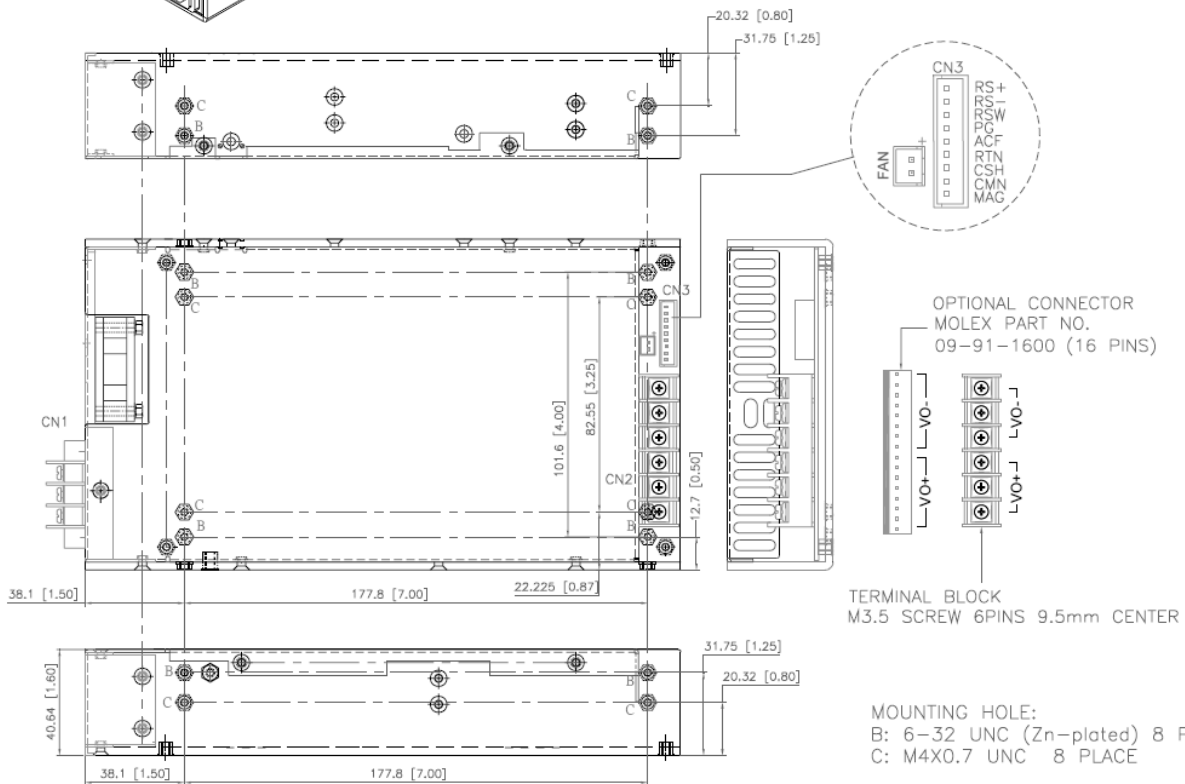 20.32 [0.80]
31.75 [1.25]
C
B
C
B
CN3
RS+
RS−
RSW
PG
ACF
RTN
CSH
CMN
MAG
FAN
+
B
C
B
C
CN3
CN1
101.6 [4.00]
82.55 [3.25]
12.7 [0.50]
CN2
C
B
C
B
OPTIONAL CONNECTOR
MOLEX PART NO.
09−91−1600 (16 PINS)
VO-
VO+
VO-
VO+
38.1 [1.50]
177.8 [7.00]
22.225 [0.87]
TERMINAL BLOCK
M3.5 SCREW 6PINS 9.5mm CENTER
40.64 [1.60]
B
C
B
C
31.75 [1.25]
20.32 [0.80]
38.1 [1.50]
177.8 [7.00]
MOUNTING HOLE:
B: 6−32 UNC (Zn−plated) 8
C: M4X0.7 UNC 8 PLACE